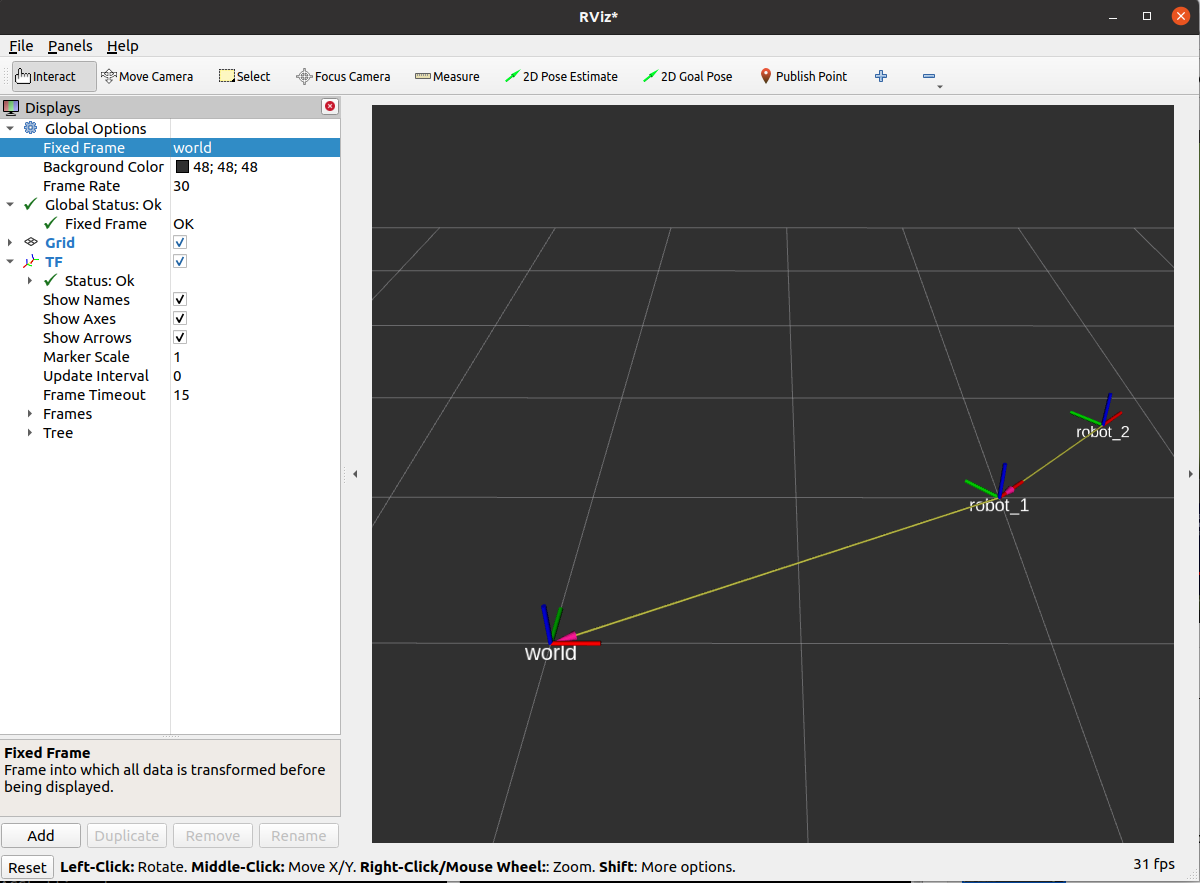 RViz*
File Panels Help
Interact Move Camera Select Focus Camera Measure 2D Pose Estimate 2D Goal Pose Publish Point
Displays
Global Options
Fixed Frame world
Background Color 48; 48; 48
Frame Rate 30
Global Status: Ok
Fixed Frame OK
Grid
TF
Status: Ok
Show Names
Show Axes
Show Arrows
Marker Scale 1
Update Interval 0
Frame Timeout 15
Frames
Tree
robot_2
robot_1
world
Fixed Frame
Frame into which all data is transformed before
being displayed.
Add Duplicate Remove Rename
Reset Left-Click: Rotate. Middle-Click: Move X/Y. Right-Click/Mouse Wheel:: Zoom. Shift: More options. 31 fps